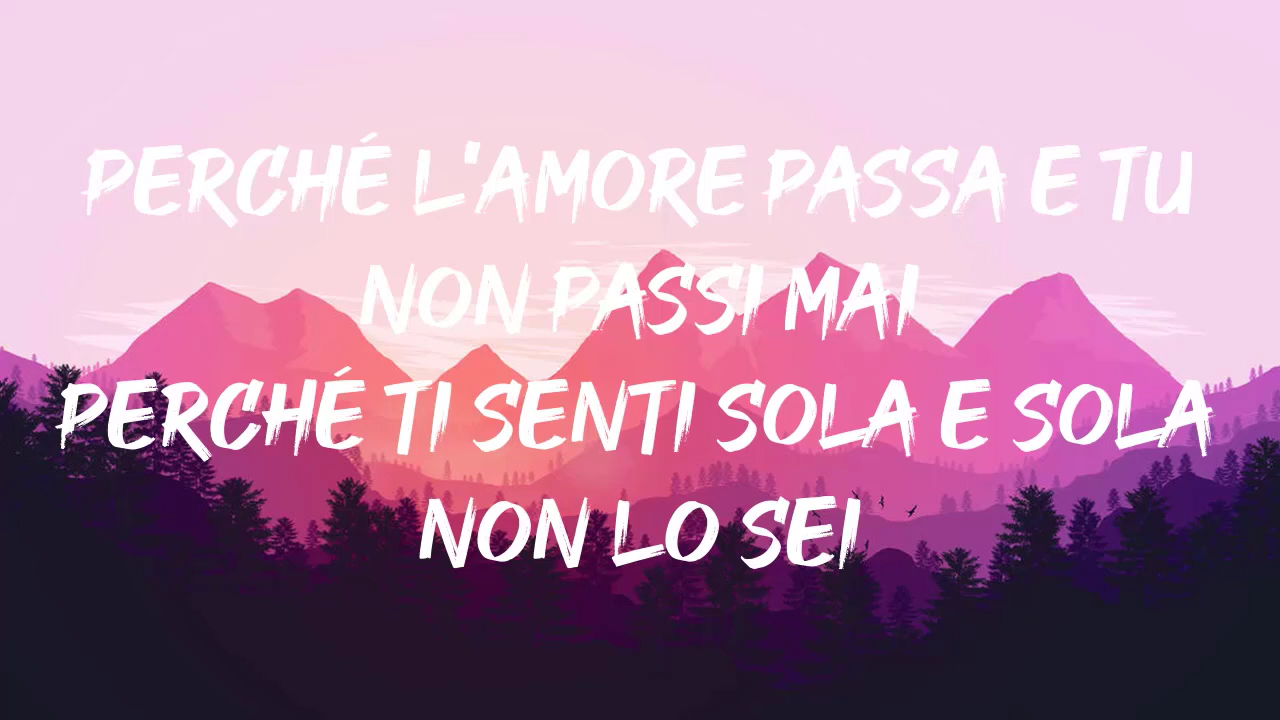 PERCHÉ L'AMORE PASSA E TU
NON PASSI MAI
PERCHÉ TI SENTI SOLA E SOLA
NON LO SEI